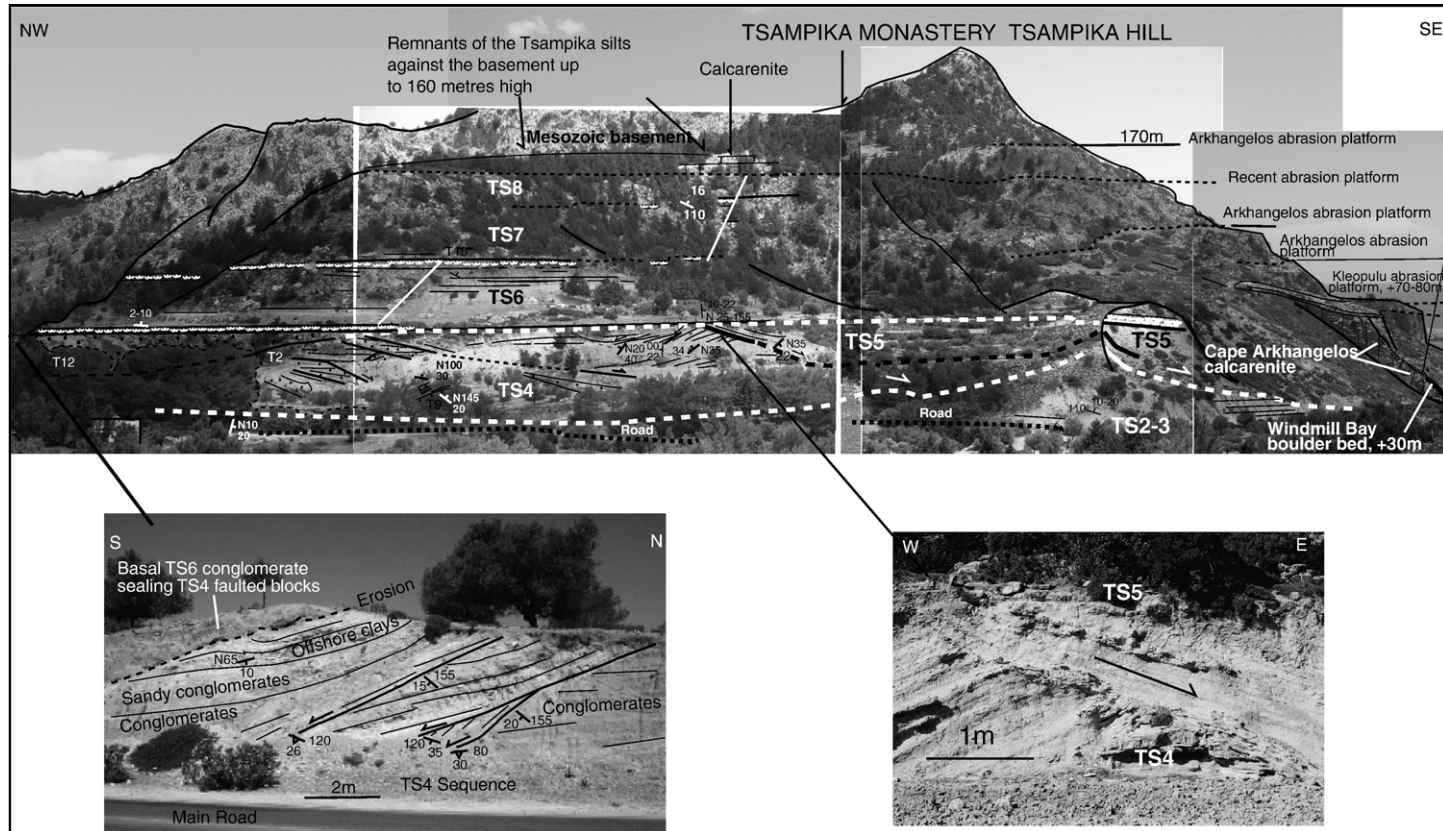 NW
TSAMPIKA MONASTERY TSAMPIKA HILL
SE
Remnants of the Tsampika silts
against the basement up
to 160 metres high
Calcarenite
Mesozoic basement
170m
Arkhangelos abrasion platform
TS8
16
110
Recent abrasion platform
TS7
Arkhangelos abrasion platform
Arkhangelos abrasion
platform
TS6
Kleopulu abrasion
platform, +70-80m
2-10
10-22
N 25-155
T12
T2
N20
40
00
22
34
N35
N35
22
TS5
TS5
N100
30
TS4
N145
20
Cape Arkhangelos
calcarenite
N10
20
Road
Road
110
10-20
TS2-3
Windmill Bay
boulder bed, +30m
S
N
Basal TS6 conglomerate
sealing TS4 faulted blocks
Erosion
Offshore clays
N65
10
Sandy conglomerates
Conglomerates
155
15
Conglomerates
20
155
120
26
120
35
80
30
TS4 Sequence
2m
Main Road
W
E
TS5
1m
TS4